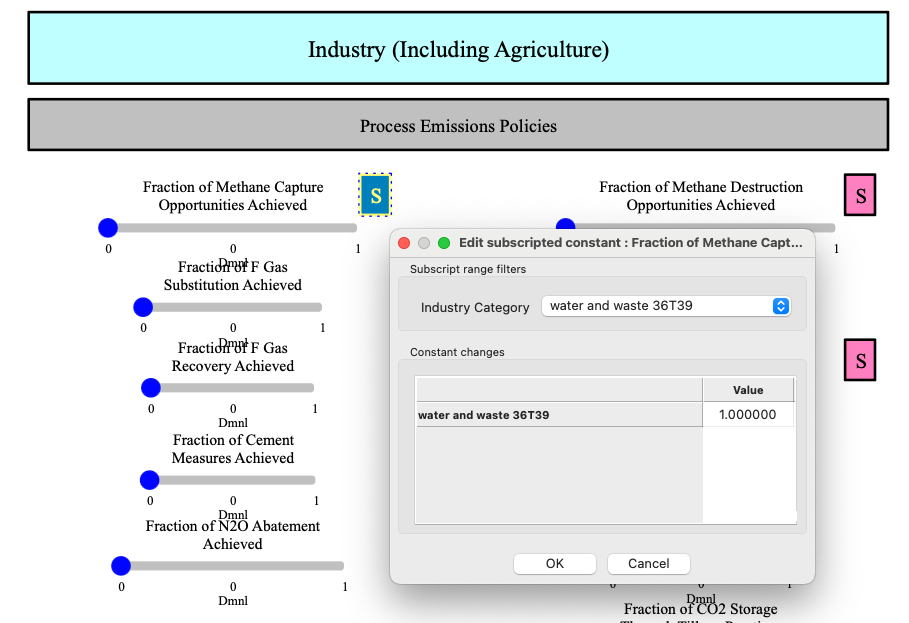 Industry (Including Agriculture)
Process Emissions Policies
Fraction of Methane Capture
Opportunities Achieved
S
0
0
1
Dmnl
Fraction of Methane Destruction
Opportunities Achieved
S
1
Fraction of F Gas
Substitution Achieved
0
0
1
Dmnl
Fraction of F Gas
Recovery Achieved
0
0
1
Dmnl
S
Fraction of Cement
Measures Achieved
0
0
1
Dmnl
Fraction of N2O Abatement
Achieved
0
0
1
Dmnl
Edit subscripted constant : Fraction of Methane Capt...
Subscript range filters
Industry Category
water and waste 36T39
Constant changes
Value
water and waste 36T39
1.000000
OK
Cancel
0
0
1
Dmnl
Fraction of CO2 Storage